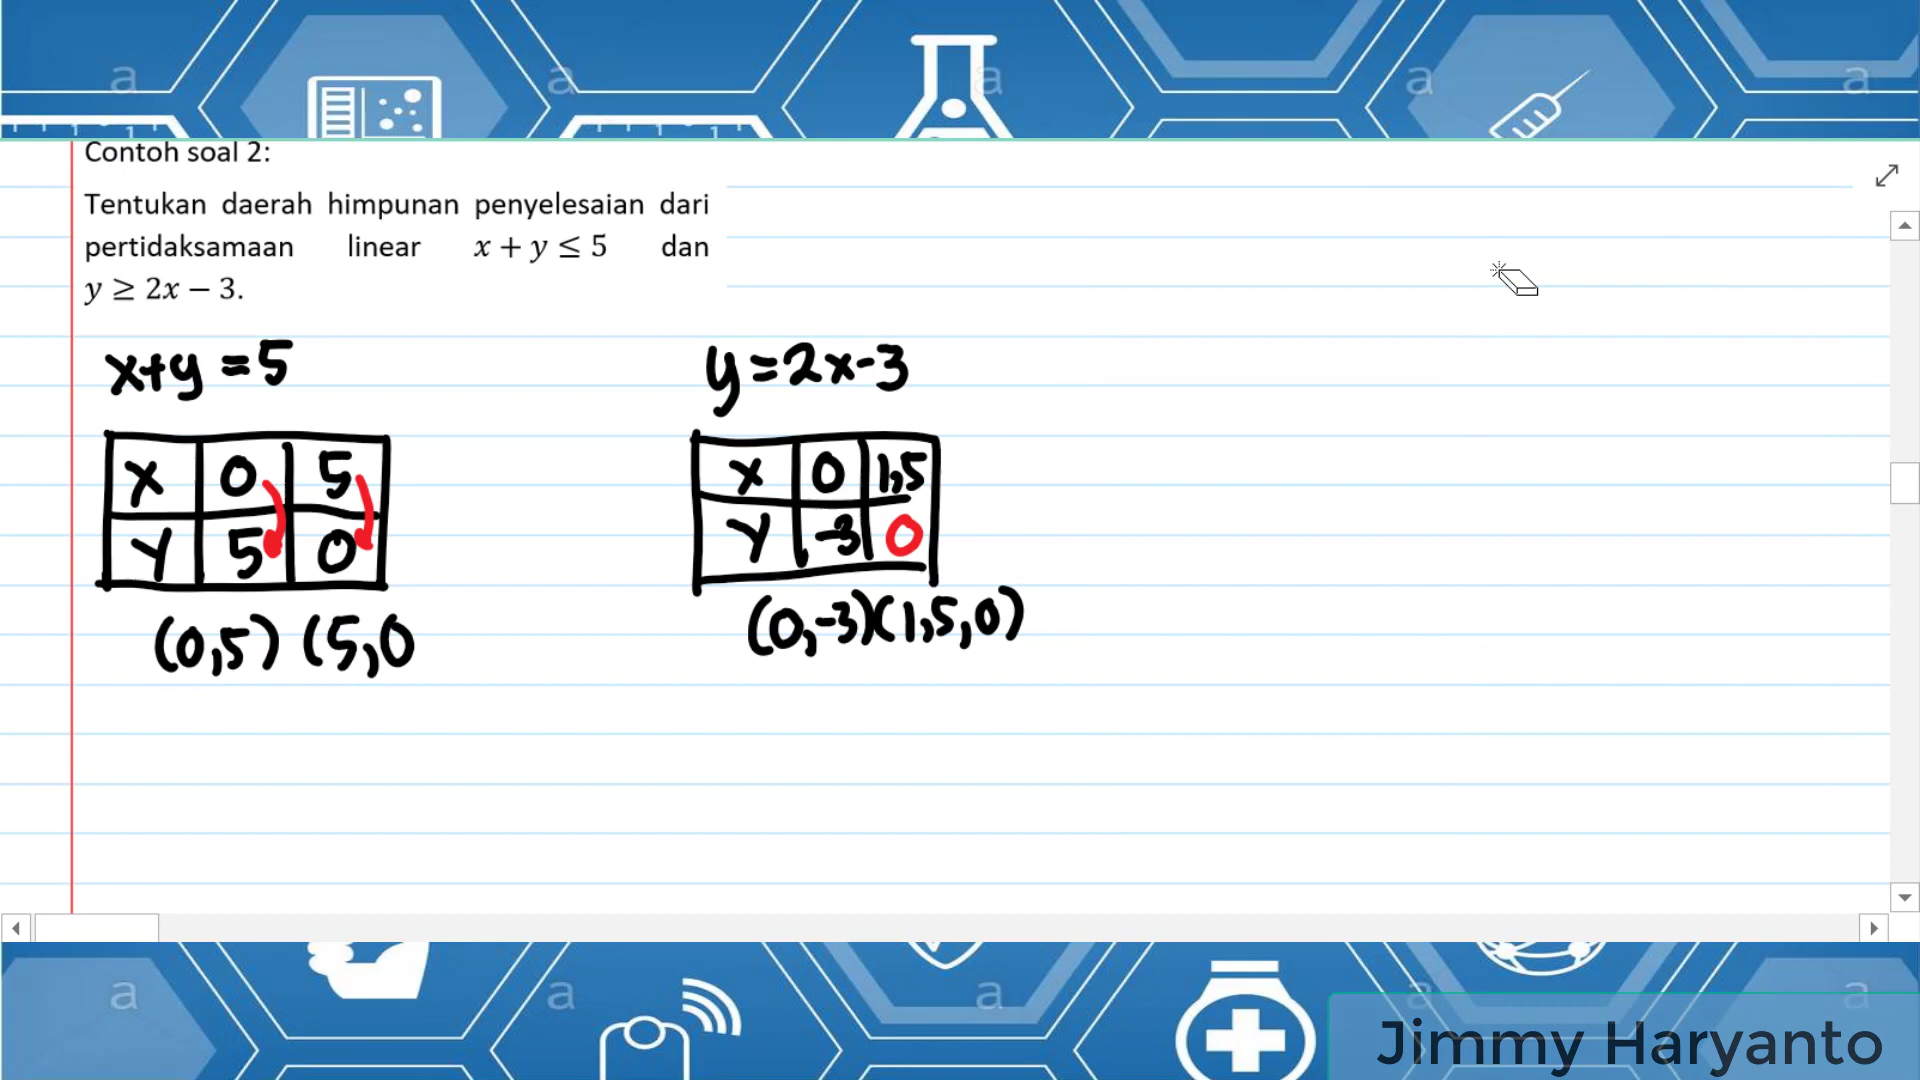 Contoh soal 2:
Tentukan daerah himpunan penyelesaian dari
pertidaksamaan linear x + y ≤ 5 dan
y ≥ 2x − 3.
x+y = 5
x 0 5
y 5 0
(0,5) (5,0
y = 2x-3
x 0 1,5
y -3 0
(0,-3)(1,5,0)
Jimmy Haryanto
a a a a a
a a a a a